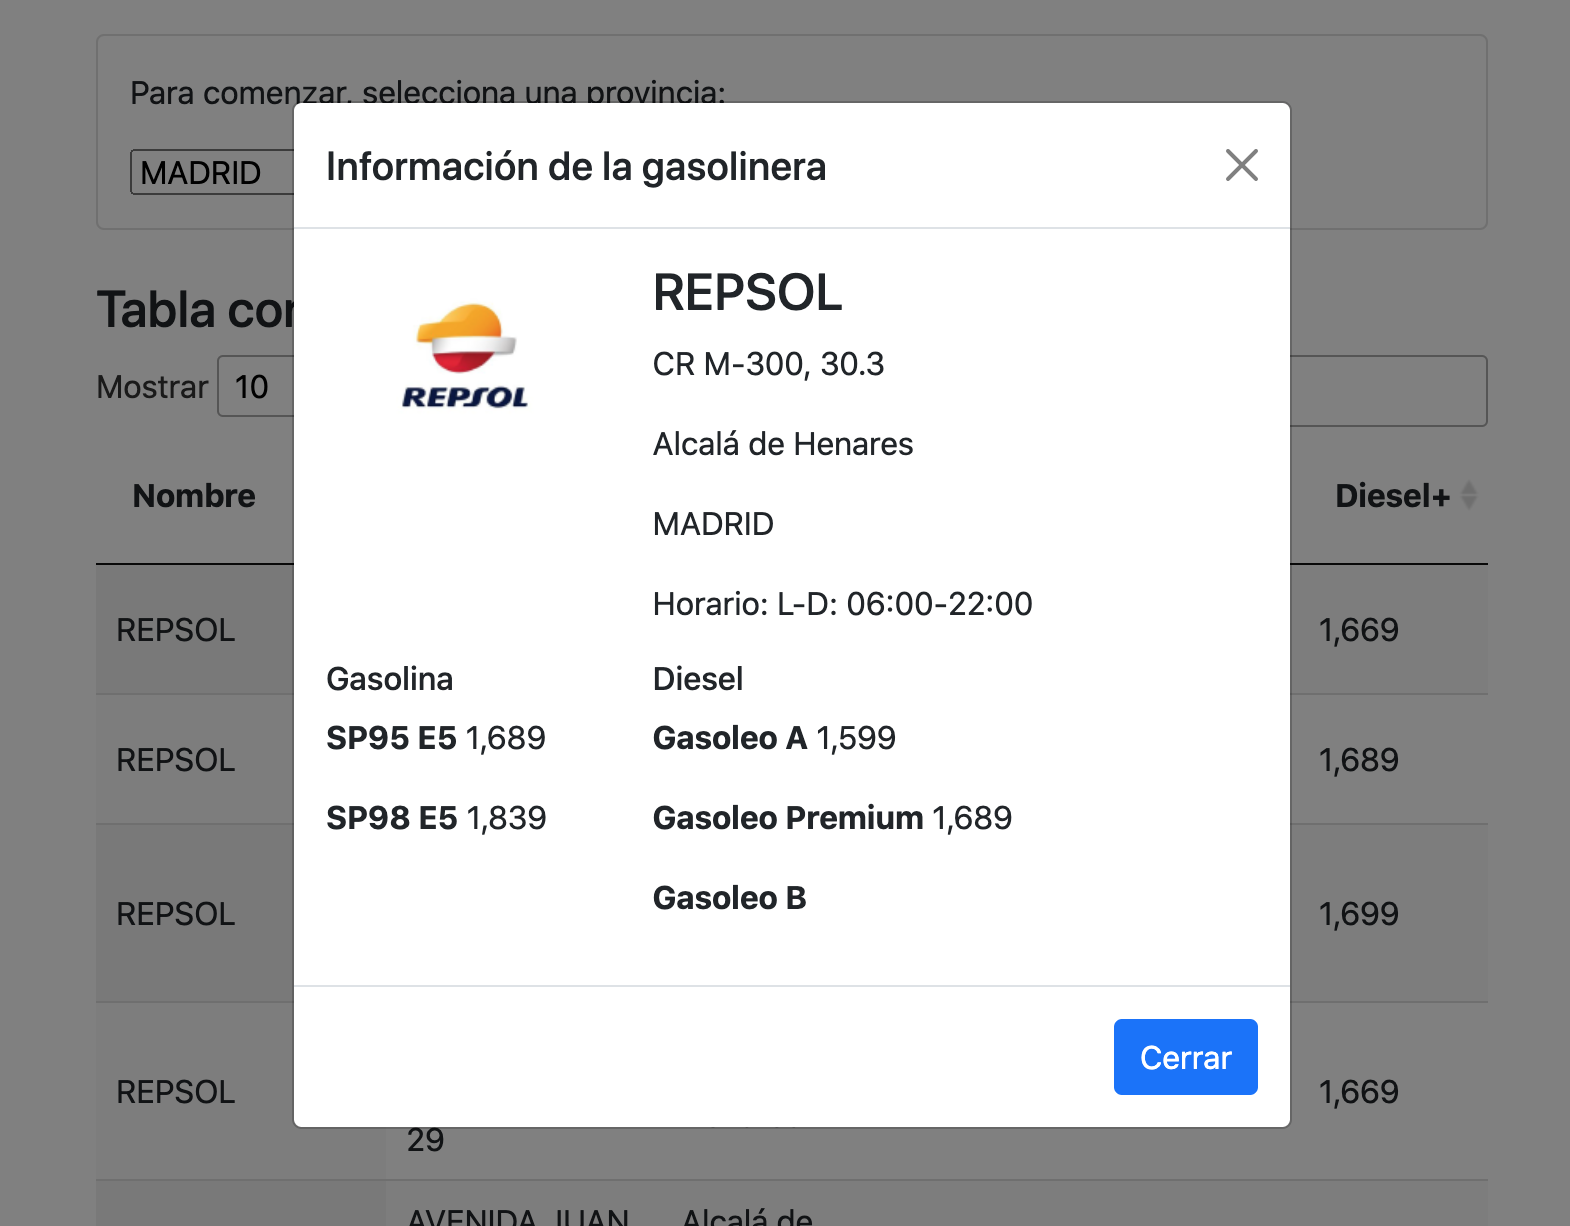 Para comenzar, selecciona una provincia:
MADRID
Información de la gasolinera
REPSOL
REPSOL
CR M-300, 30.3
Alcalá de Henares
MADRID
Horario: L-D: 06:00-22:00
Gasolina
Diesel
SP95 E5 1,689
Gasoleo A 1,599
SP98 E5 1,839
Gasoleo Premium 1,689
Gasoleo B
Cerrar
Tabla
Mostrar 10
Nombre
Diesel+
REPSOL
1,669
REPSOL
1,689
REPSOL
1,699
REPSOL
1,669
29
AVENIDA JUAN
Alcalá de